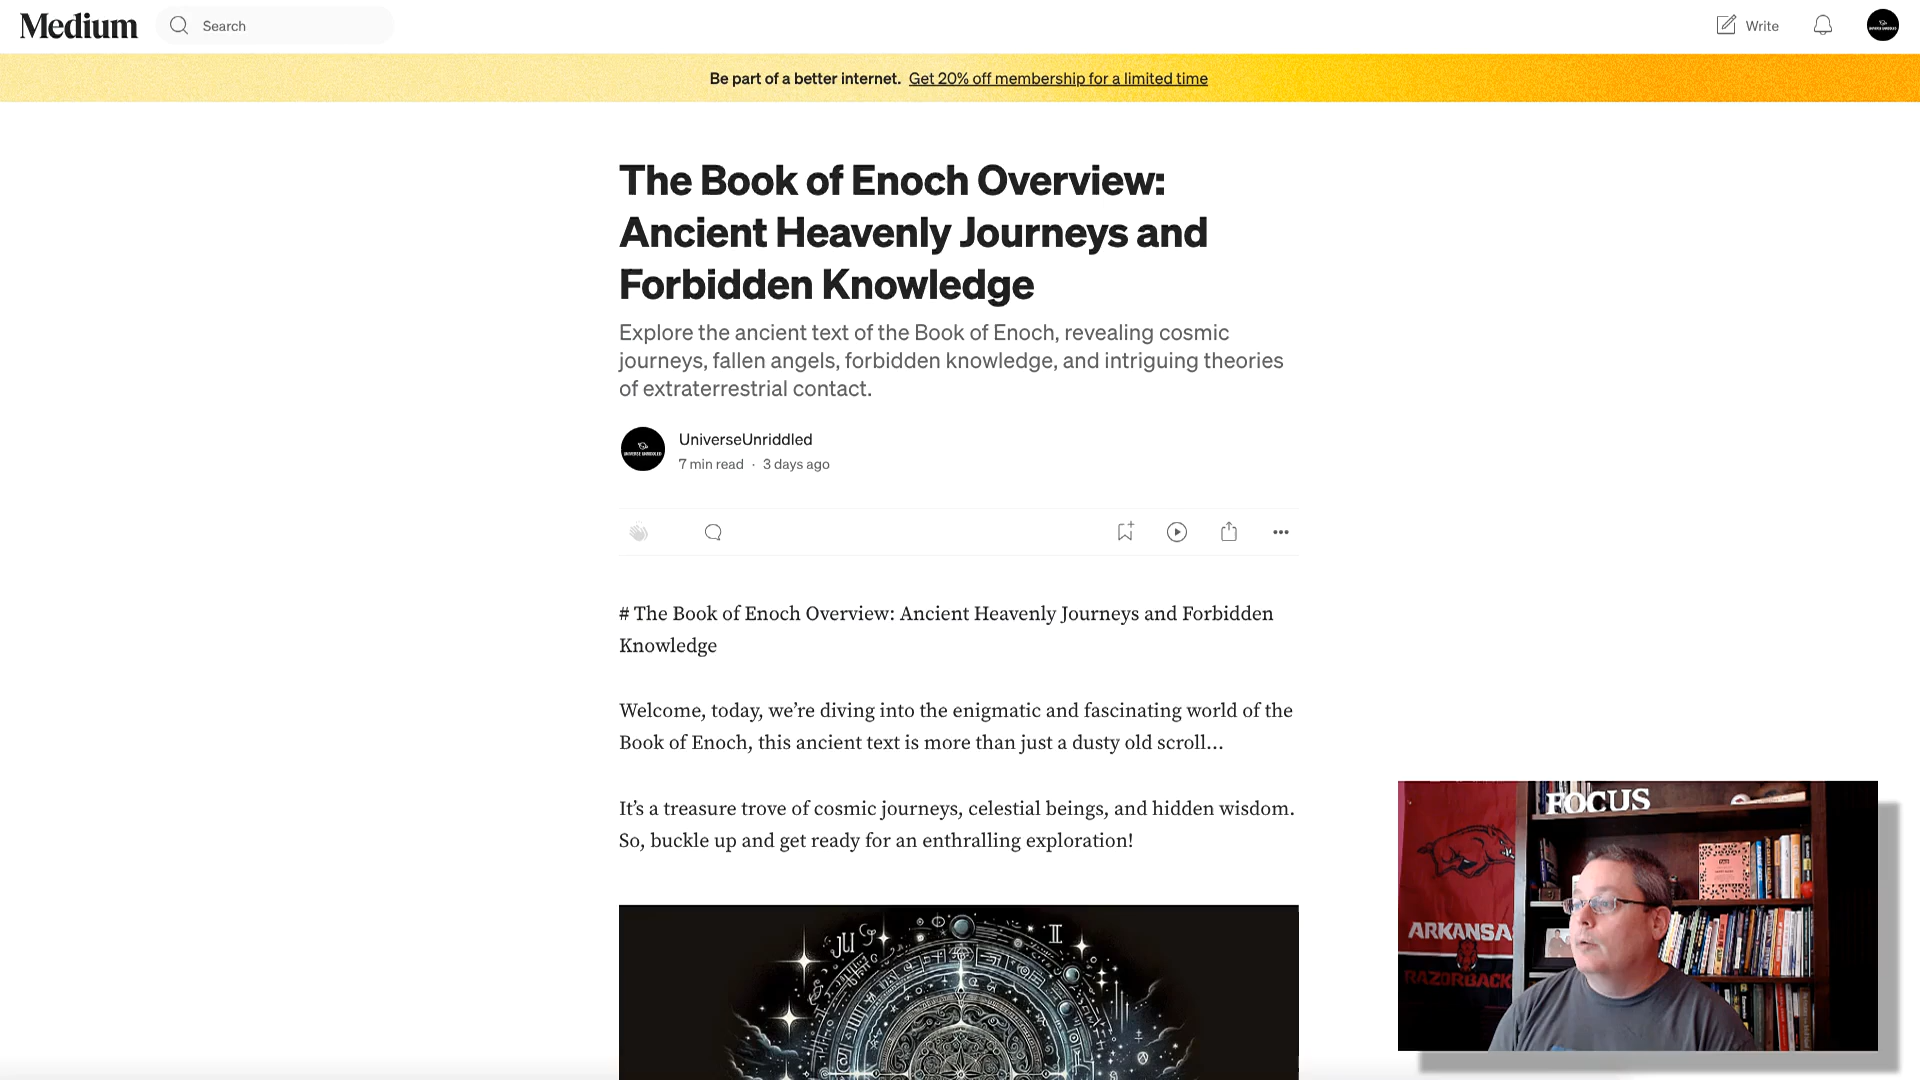 Medium
Search
Write
Be part of a better internet. Get 20% off membership for a limited time
The Book of Enoch Overview:
Ancient Heavenly Journeys and
Forbidden Knowledge
Explore the ancient text of the Book of Enoch, revealing cosmic
journeys, fallen angels, forbidden knowledge, and intriguing theories
of extraterrestrial contact.
UNIVERSE UNRIDDLED
UniverseUnriddled
7 min read · 3 days ago
# The Book of Enoch Overview: Ancient Heavenly Journeys and Forbidden
Knowledge
Welcome, today, we’re diving into the enigmatic and fascinating world of the
Book of Enoch, this ancient text is more than just a dusty old scroll…
It’s a treasure trove of cosmic journeys, celestial beings, and hidden wisdom.
So, buckle up and get ready for an enthralling exploration!
FOCUS
ARKANSA
RAZORBACK